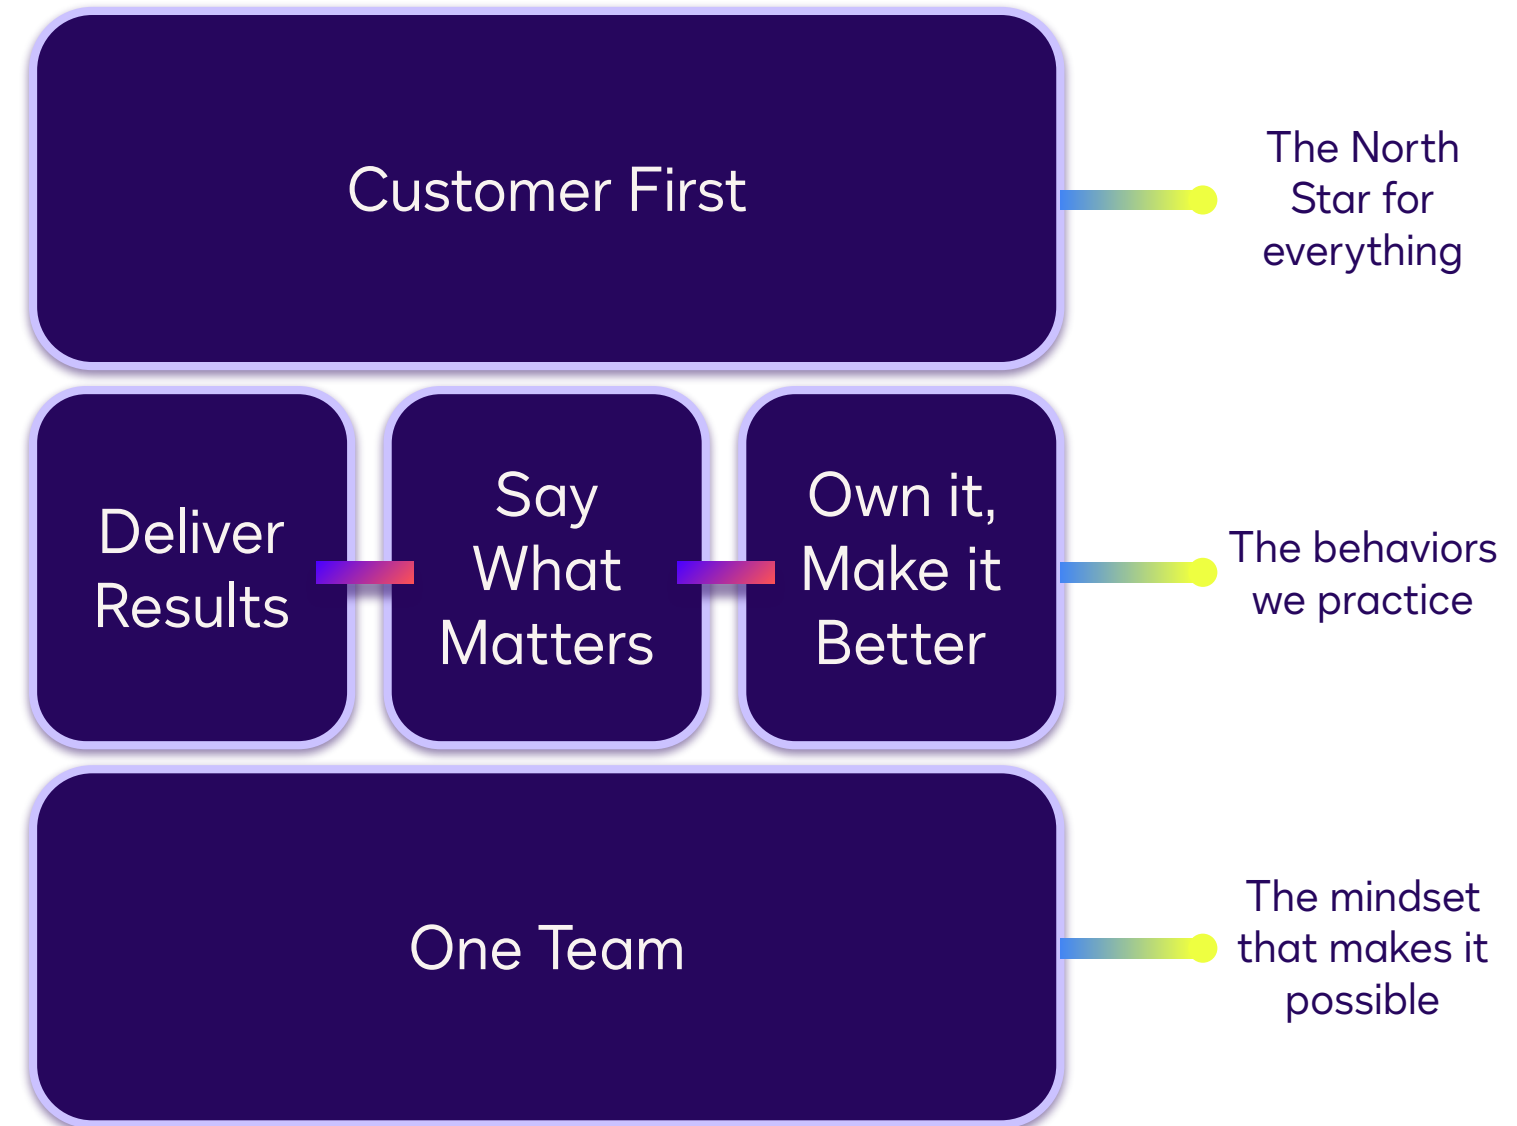 Customer First
The North
Star for
everything
Deliver
Results
Say
What
Matters
Own it,
Make it
Better
The behaviors
we practice
One Team
The mindset
that makes it
possible